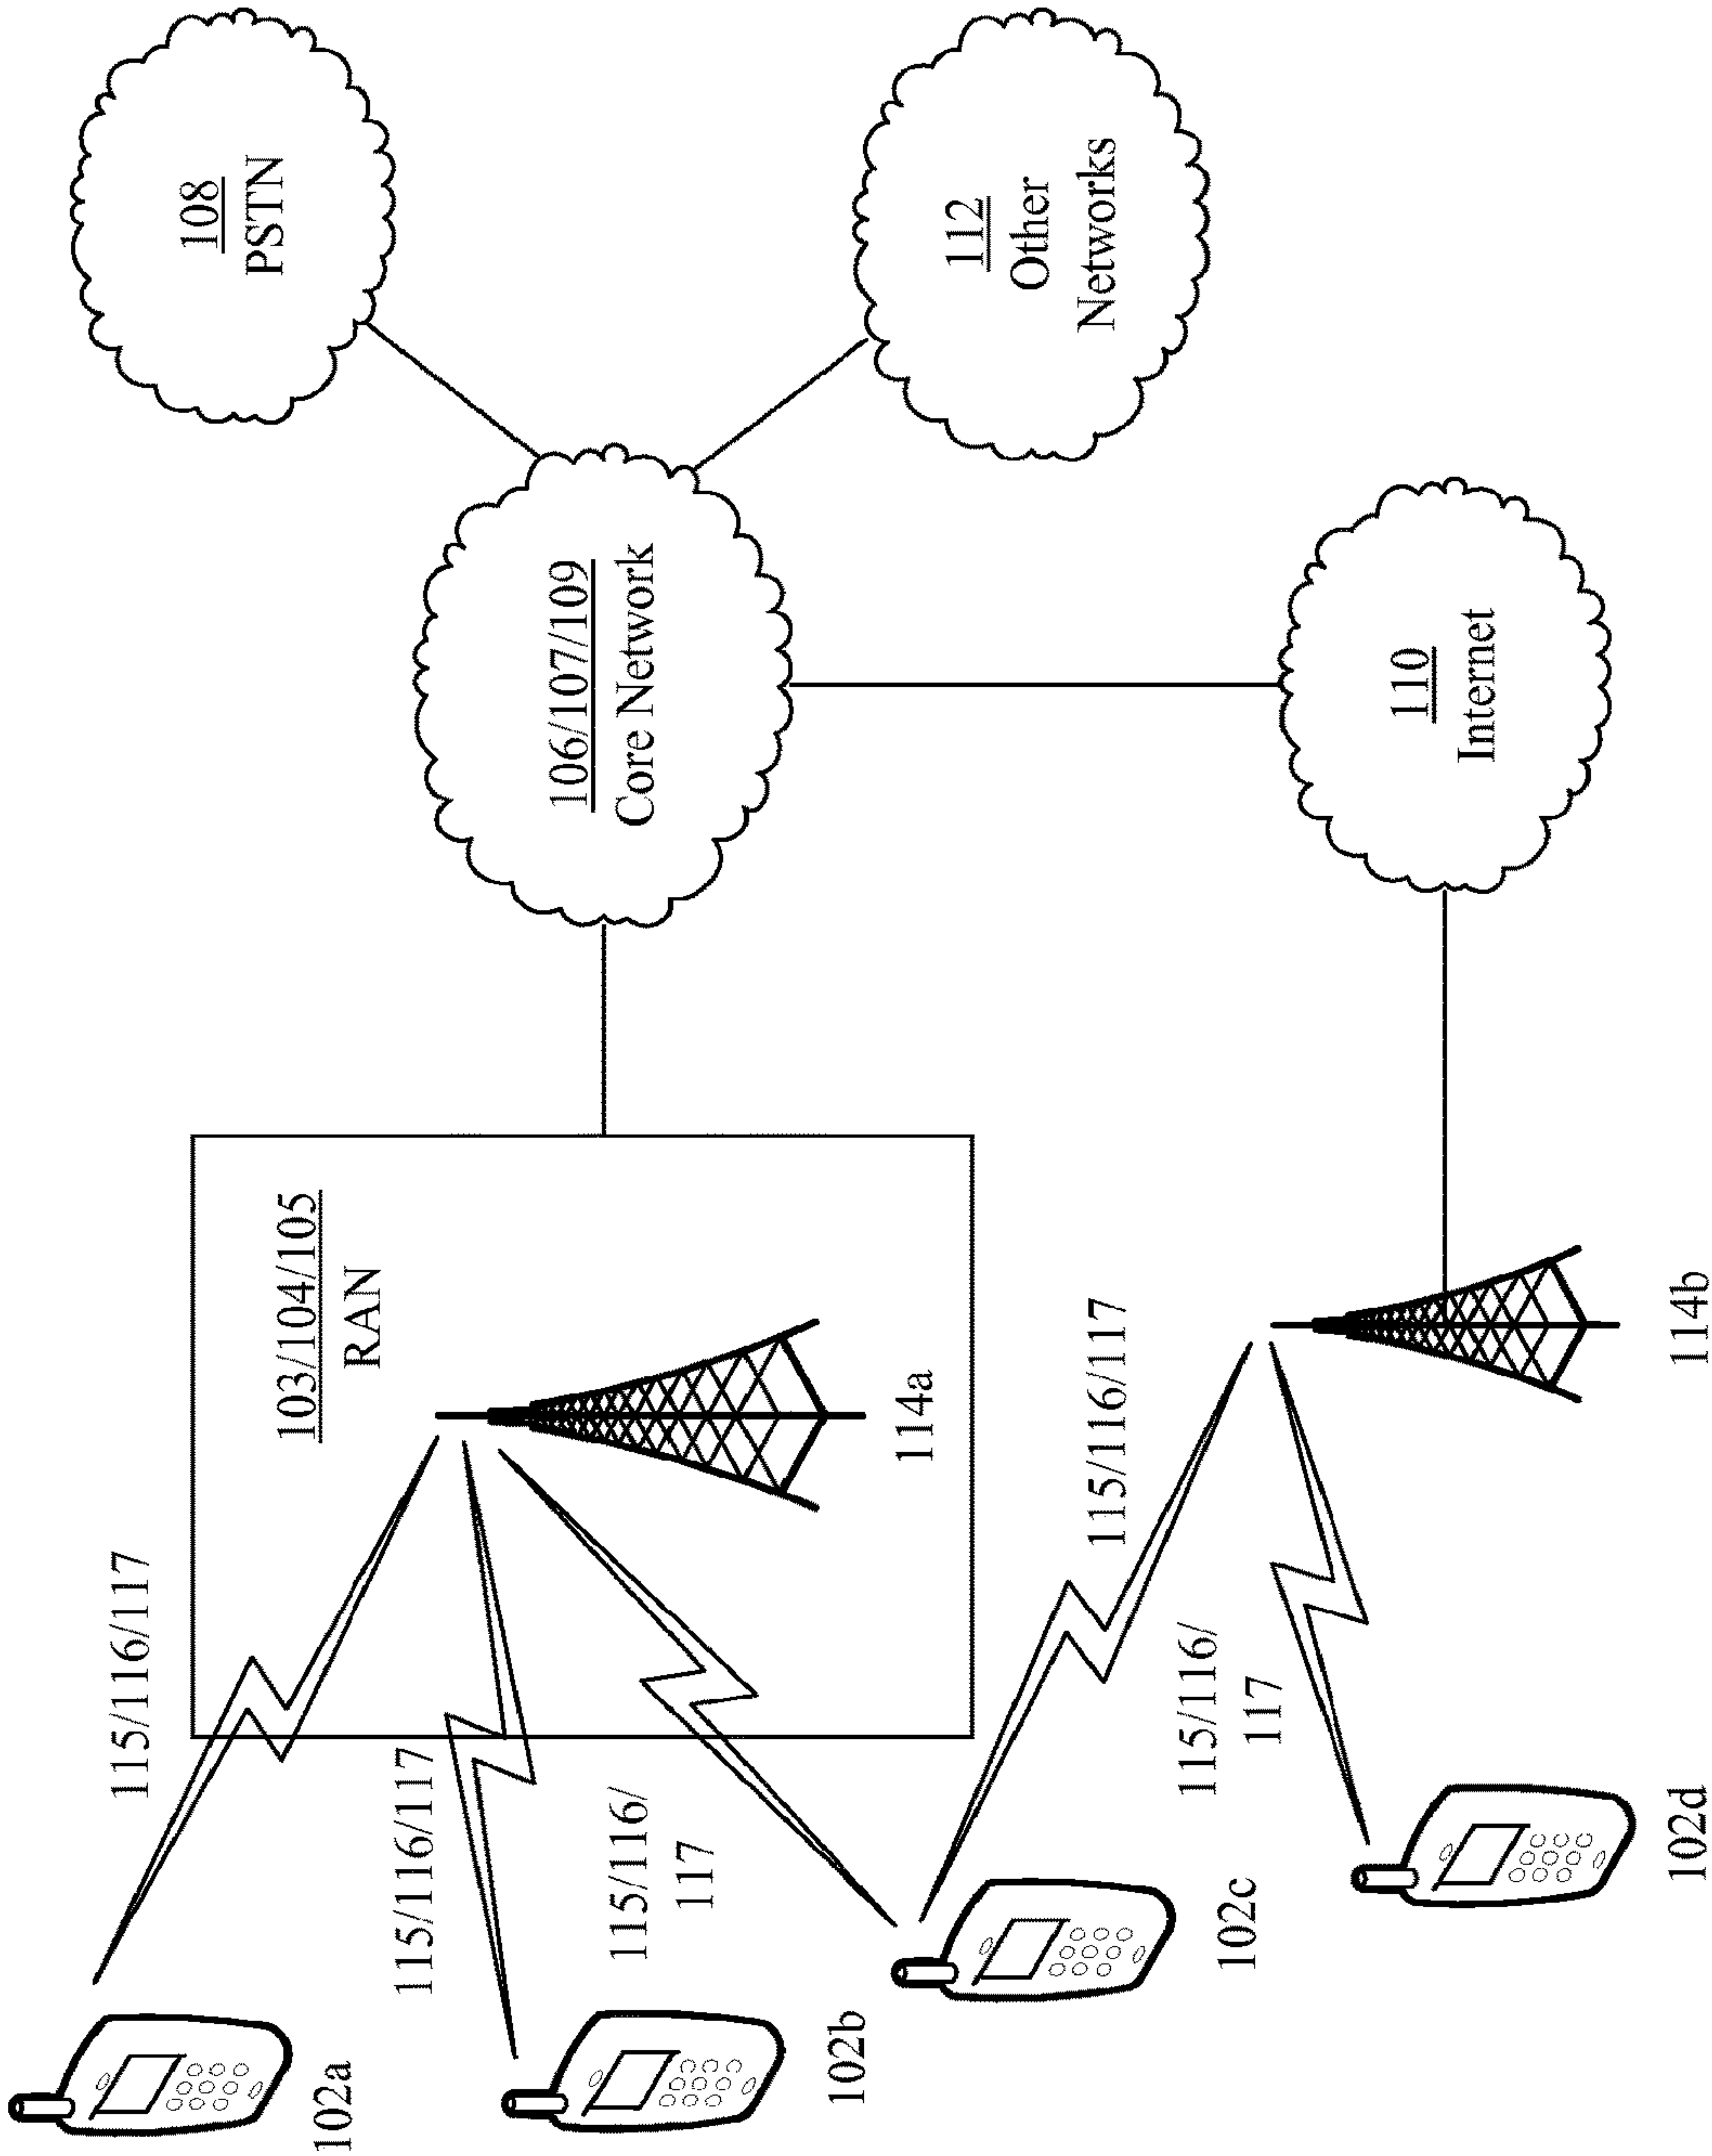 108
PSTN
106/107/109
Core Network
112
Other
Networks
103/104/105
RAN
114a
110
Internet
114b
115/116/117
115/116/117
115/116/
117
115/116/117
115/116/
117
102a
102b
102c
102d